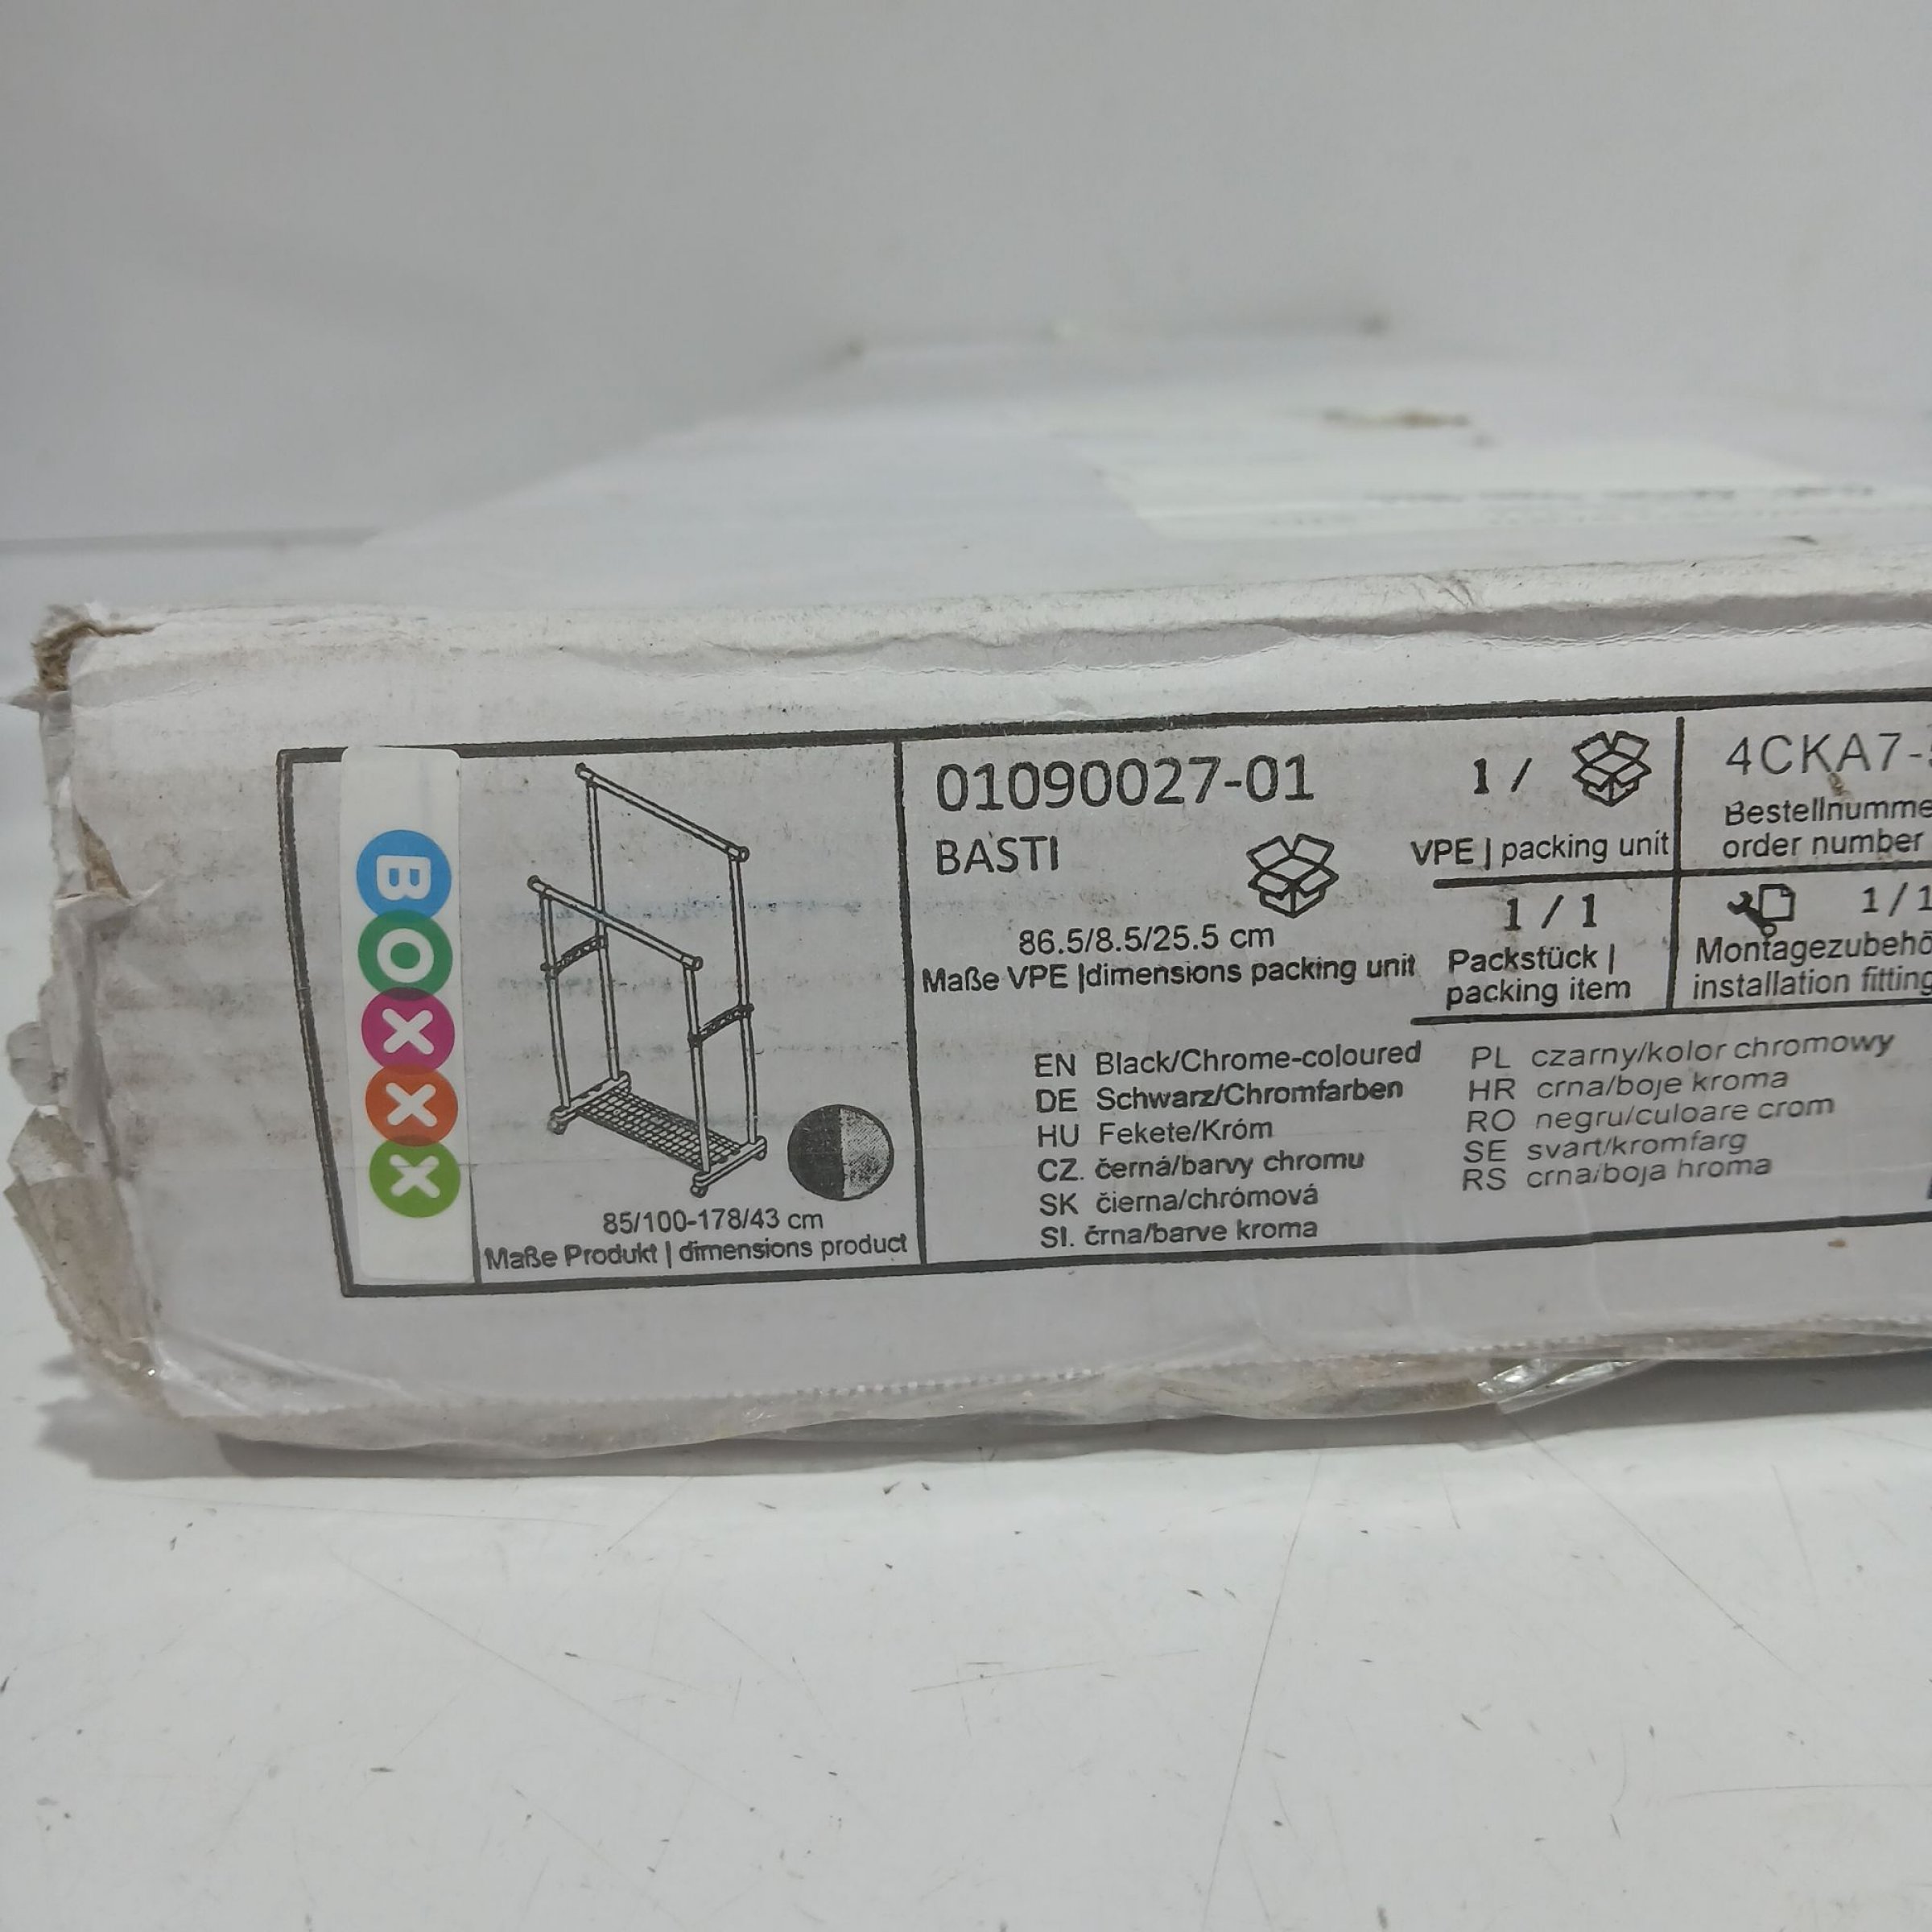 BOXXX
85/100-178/43 cm
Maße Produkt | dimensions product
01090027-01
BASTI
86.5/8.5/25.5 cm
Maße VPE |dimensions packing unit
1 /
VPE | packing unit
1 / 1
Packstück |
packing item
4CKA7-
Bestellnumme
order number
1/1
Montagezubehö
installation fitting
EN Black/Chrome-coloured
DE Schwarz/Chromfarben
HU Fekete/Króm
CZ. černá/barvy chromu
SK čierna/chrómová
SI. črna/barve kroma
PL czarny/kolor chromowy
HR crna/boje kroma
RO negru/culoare crom
SE svart/kromfarg
RS crna/boja hroma